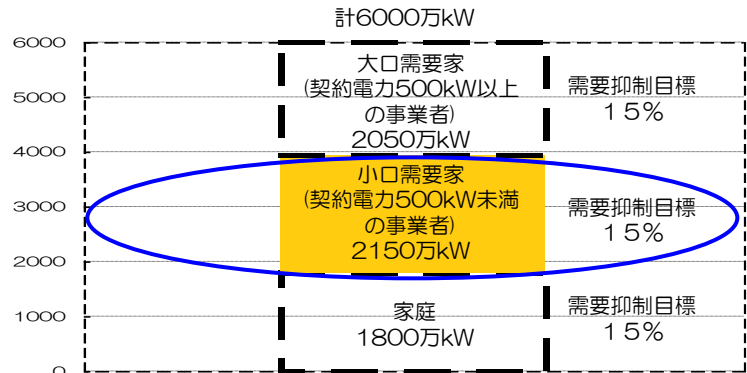 計6000万kW
6000
5000
4000
3000
2000
1000
0
大口需要家
(契約電力500kW以上
の事業者)
2050万kW
需要抑制目標
１５%
小口需要家
(契約電力500kW未満
の事業者)
2150万kW
需要抑制目標
１５%
家庭
1800万kW
需要抑制目標
１５%